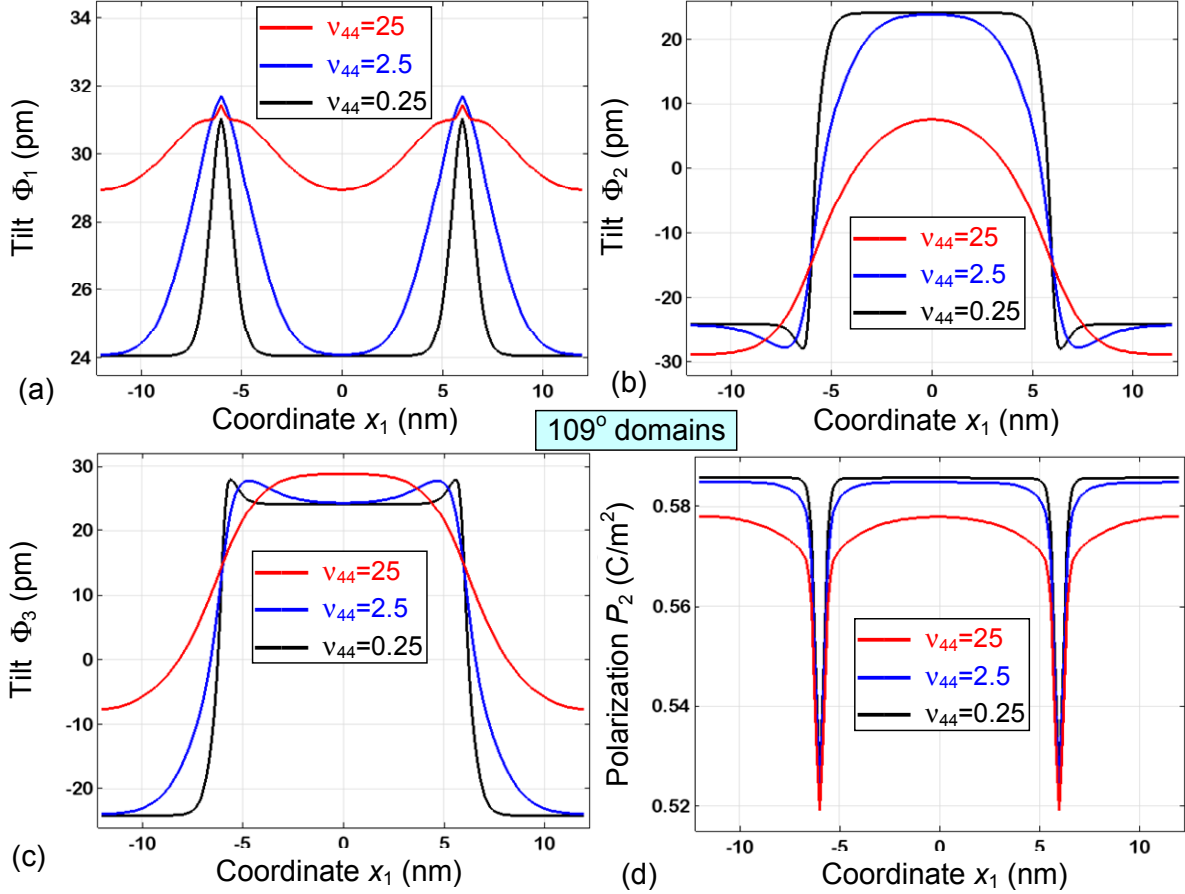 34
32
30
28
26
24
Tilt Φ₁ (pm)
ν₄₄=25
ν₄₄=2.5
ν₄₄=0.25
-10 -5 0 5 10
(a) Coordinate x₁ (nm)
20
10
0
-10
-20
-30
Tilt Φ₂ (pm)
ν₄₄=25
ν₄₄=2.5
ν₄₄=0.25
-10 -5 0 5 10
(b) Coordinate x₁ (nm)
109° domains
30
20
10
0
-10
-20
Tilt Φ₃ (pm)
ν₄₄=25
ν₄₄=2.5
ν₄₄=0.25
-10 -5 0 5 10
(c) Coordinate x₁ (nm)
0.58
0.56
0.54
0.52
Polarization P₂ (C/m²)
ν₄₄=25
ν₄₄=2.5
ν₄₄=0.25
-10 -5 0 5 10
(d) Coordinate x₁ (nm)